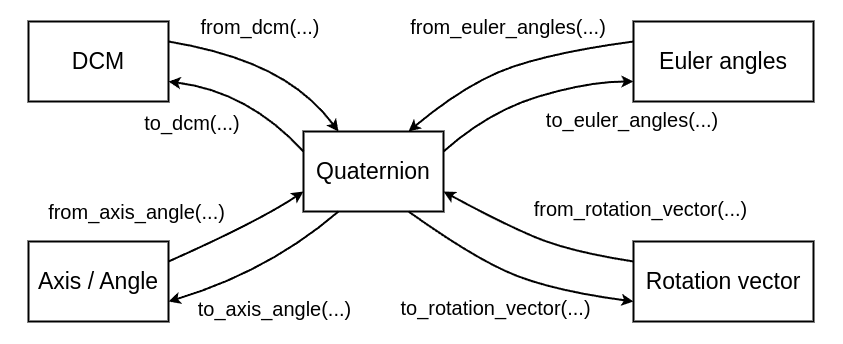 from_dcm(...)
from_euler_angles(...)
DCM
Euler angles
to_dcm(...)
to_euler_angles(...)
Quaternion
from_axis_angle(...)
from_rotation_vector(...)
Axis / Angle
Rotation vector
to_axis_angle(...)
to_rotation_vector(...)